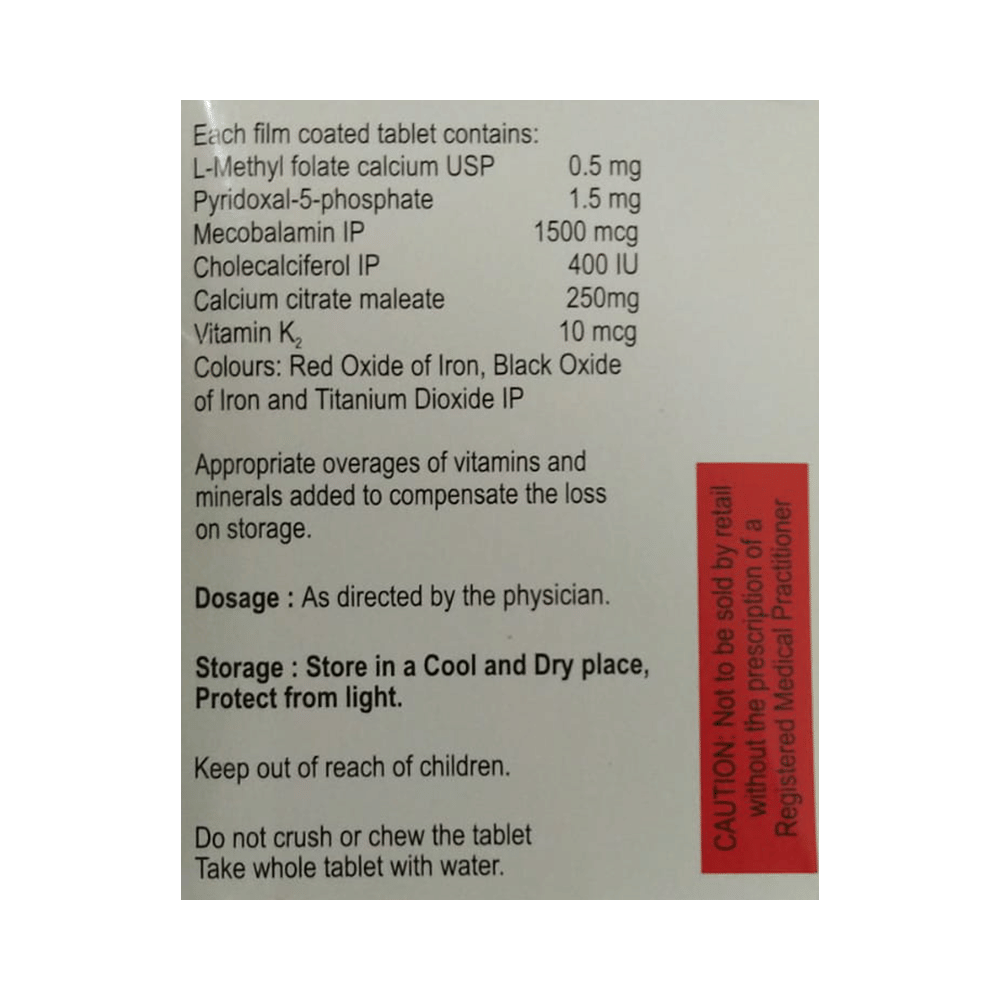 Each film coated tablet contains:
L-Methyl folate calcium USP 0.5 mg
Pyridoxal-5-phosphate 1.5 mg
Mecobalamin IP 1500 mcg
Cholecalciferol IP 400 IU
Calcium citrate maleate 250mg
Vitamin K₂ 10 mcg
Colours: Red Oxide of Iron, Black Oxide
of Iron and Titanium Dioxide IP
Appropriate overages of vitamins and
minerals added to compensate the loss
on storage.
Dosage : As directed by the physician.
Storage : Store in a Cool and Dry place,
Protect from light.
Keep out of reach of children.
Do not crush or chew the tablet
Take whole tablet with water.
CAUTION: Not to be sold by retail
without the prescription of a
Registered Medical Practitioner